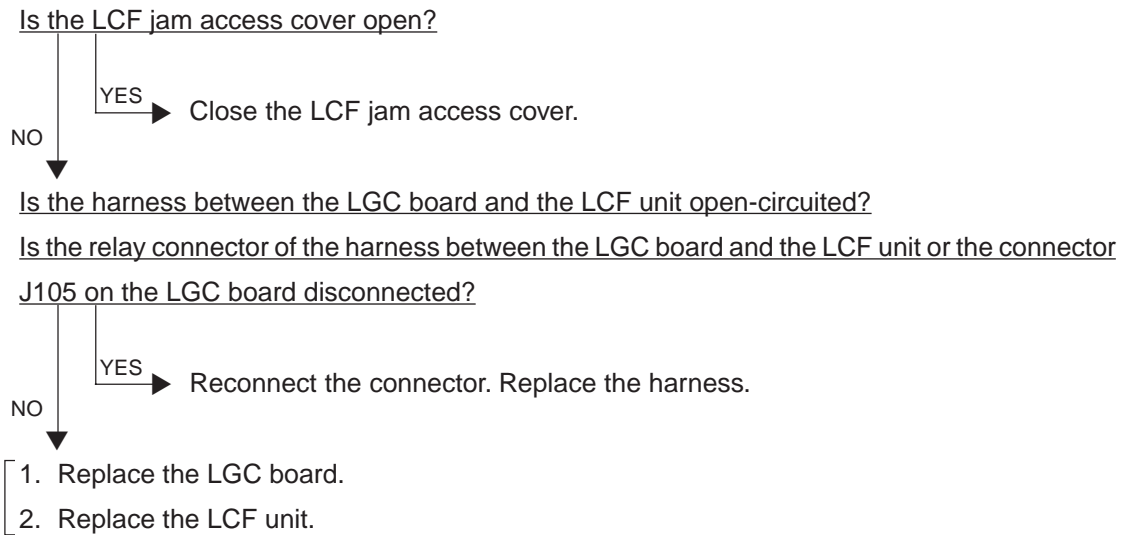 Is the LCF jam access cover open?
YES
Close the LCF jam access cover.
NO
Is the harness between the LGC board and the LCF unit open-circuited?
Is the relay connector of the harness between the LGC board and the LCF unit or the connector
J105 on the LGC board disconnected?
YES
Reconnect the connector. Replace the harness.
NO
1. Replace the LGC board.
2. Replace the LCF unit.